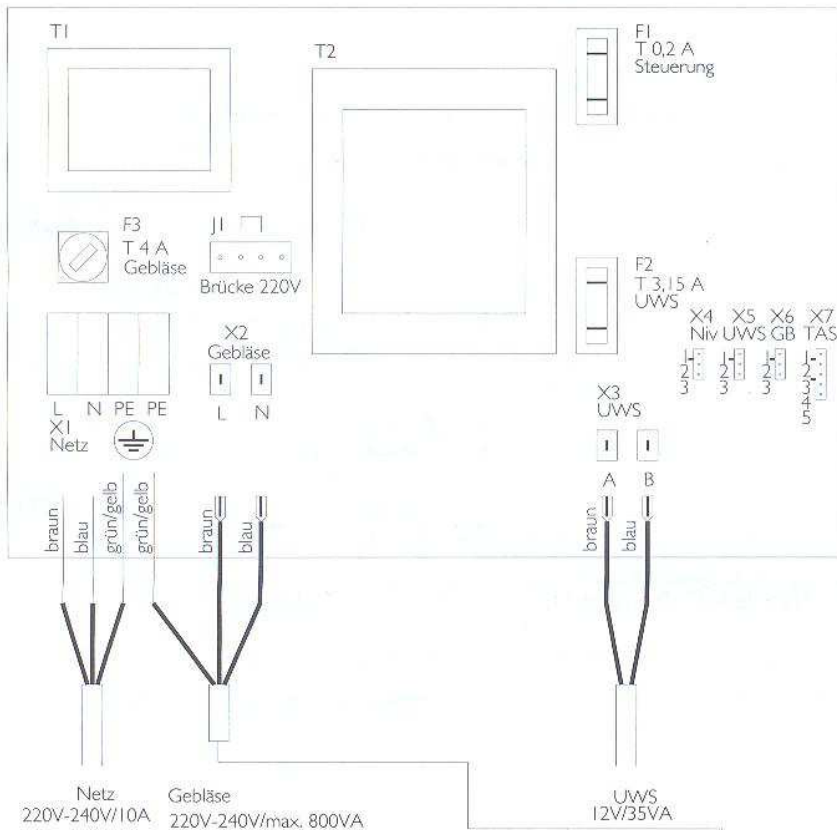 T1
T2
F1
T 0,2 A
Steuerung
F3
T 4 A
Gebläse
J1
Brücke 220V
F2
T 3,15 A
UWS
X4 X5 X6 X7
Niv UWS GB TAS
1 1 1 1
2 2 2 2
3 3 3 3
4
5
X2
Gebläse
L N
L N PE PE
X1
Netz
X3
UWS
A B
braun
blau
grün/gelb
grün/gelb
braun
blau
braun
blau
Netz
220V-240V/10A
Gebläse
220V-240V/max. 800VA
UWS
12V/35VA